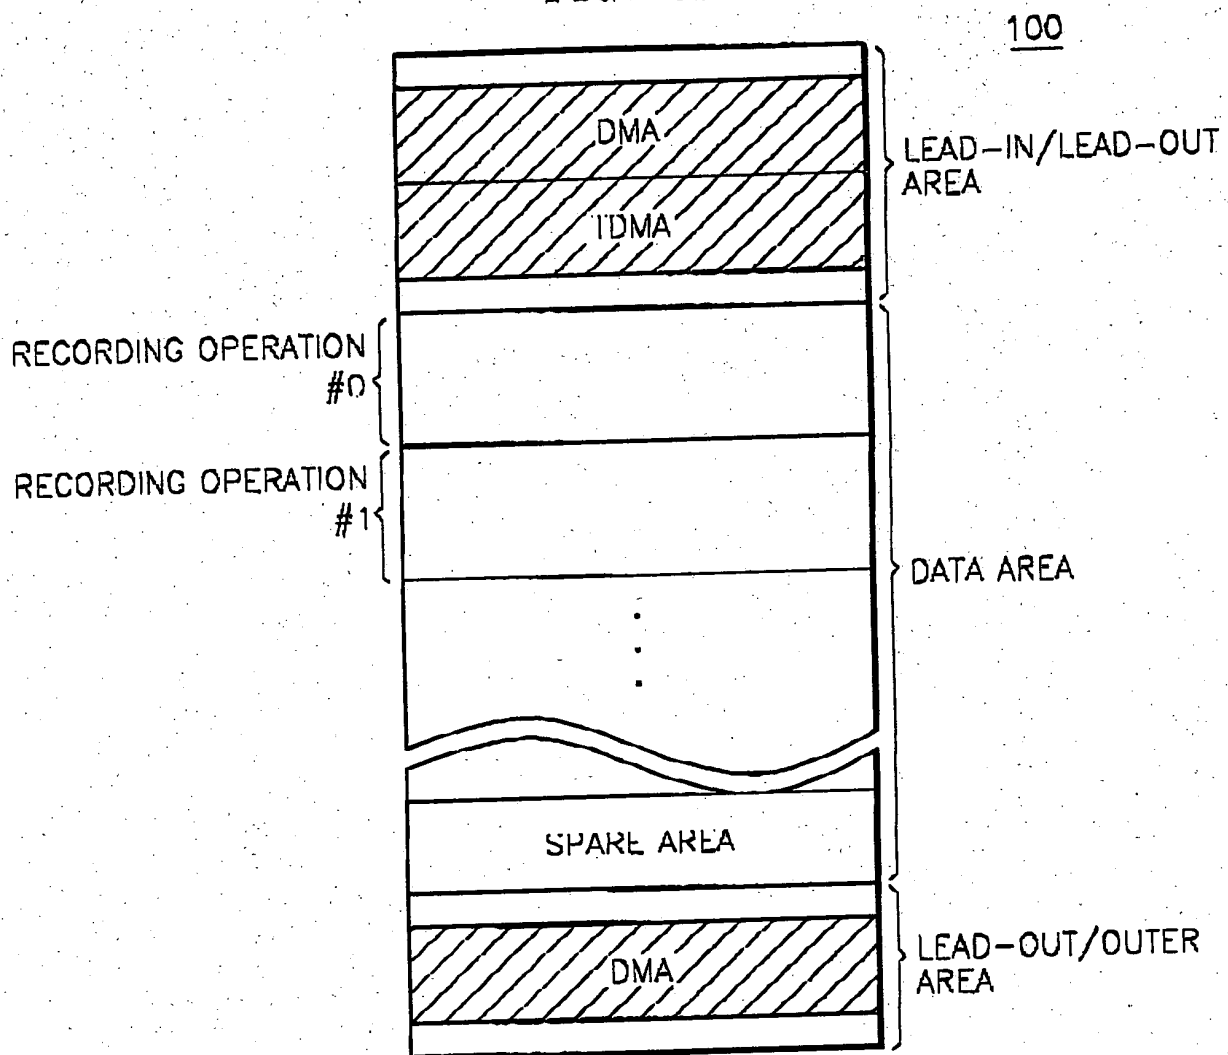 100
DMA
LEAD-IN/LEAD-OUT
AREA
TDMA
RECORDING OPERATION
#0
RECORDING OPERATION
#1
DATA AREA
SPARE AREA
LEAD-OUT/OUTER
AREA
DMA